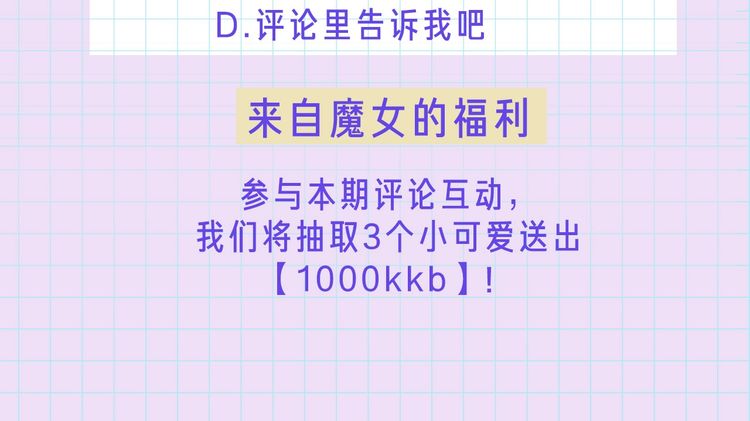 D.评论里告诉我吧
来自魔女的福利
参与本期评论互动，
我们将抽取3个小可爱送出
【1000kkb】！